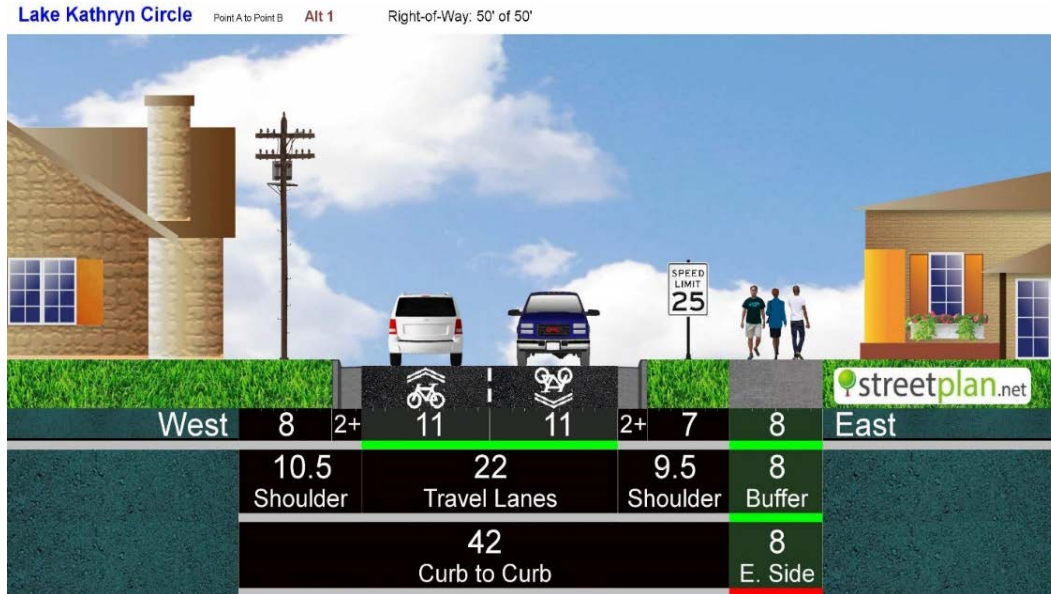 Lake Kathryn Circle Point A to Point B Alt 1 Right-of-Way: 50' of 50'
SPEED
LIMIT
25
streetplan.net
West 8 2+ 11 11 2+ 7 8 East
10.5 22 9.5 8
Shoulder Travel Lanes Shoulder Buffer
42 8
Curb to Curb E. Side